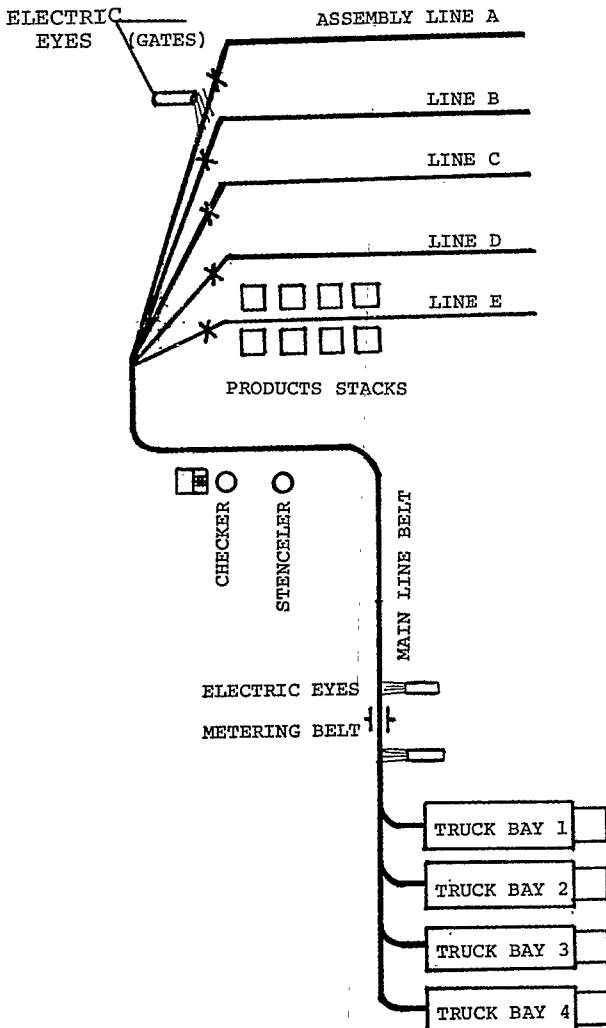 ELECTRIC
EYES (GATES)
ASSEMBLY LINE A
LINE B
LINE C
LINE D
LINE E
PRODUCTS STACKS
CHECKER
STENCELER
MAIN LINE BELT
ELECTRIC EYES
METERING BELT
TRUCK BAY 1
TRUCK BAY 2
TRUCK BAY 3
TRUCK BAY 4